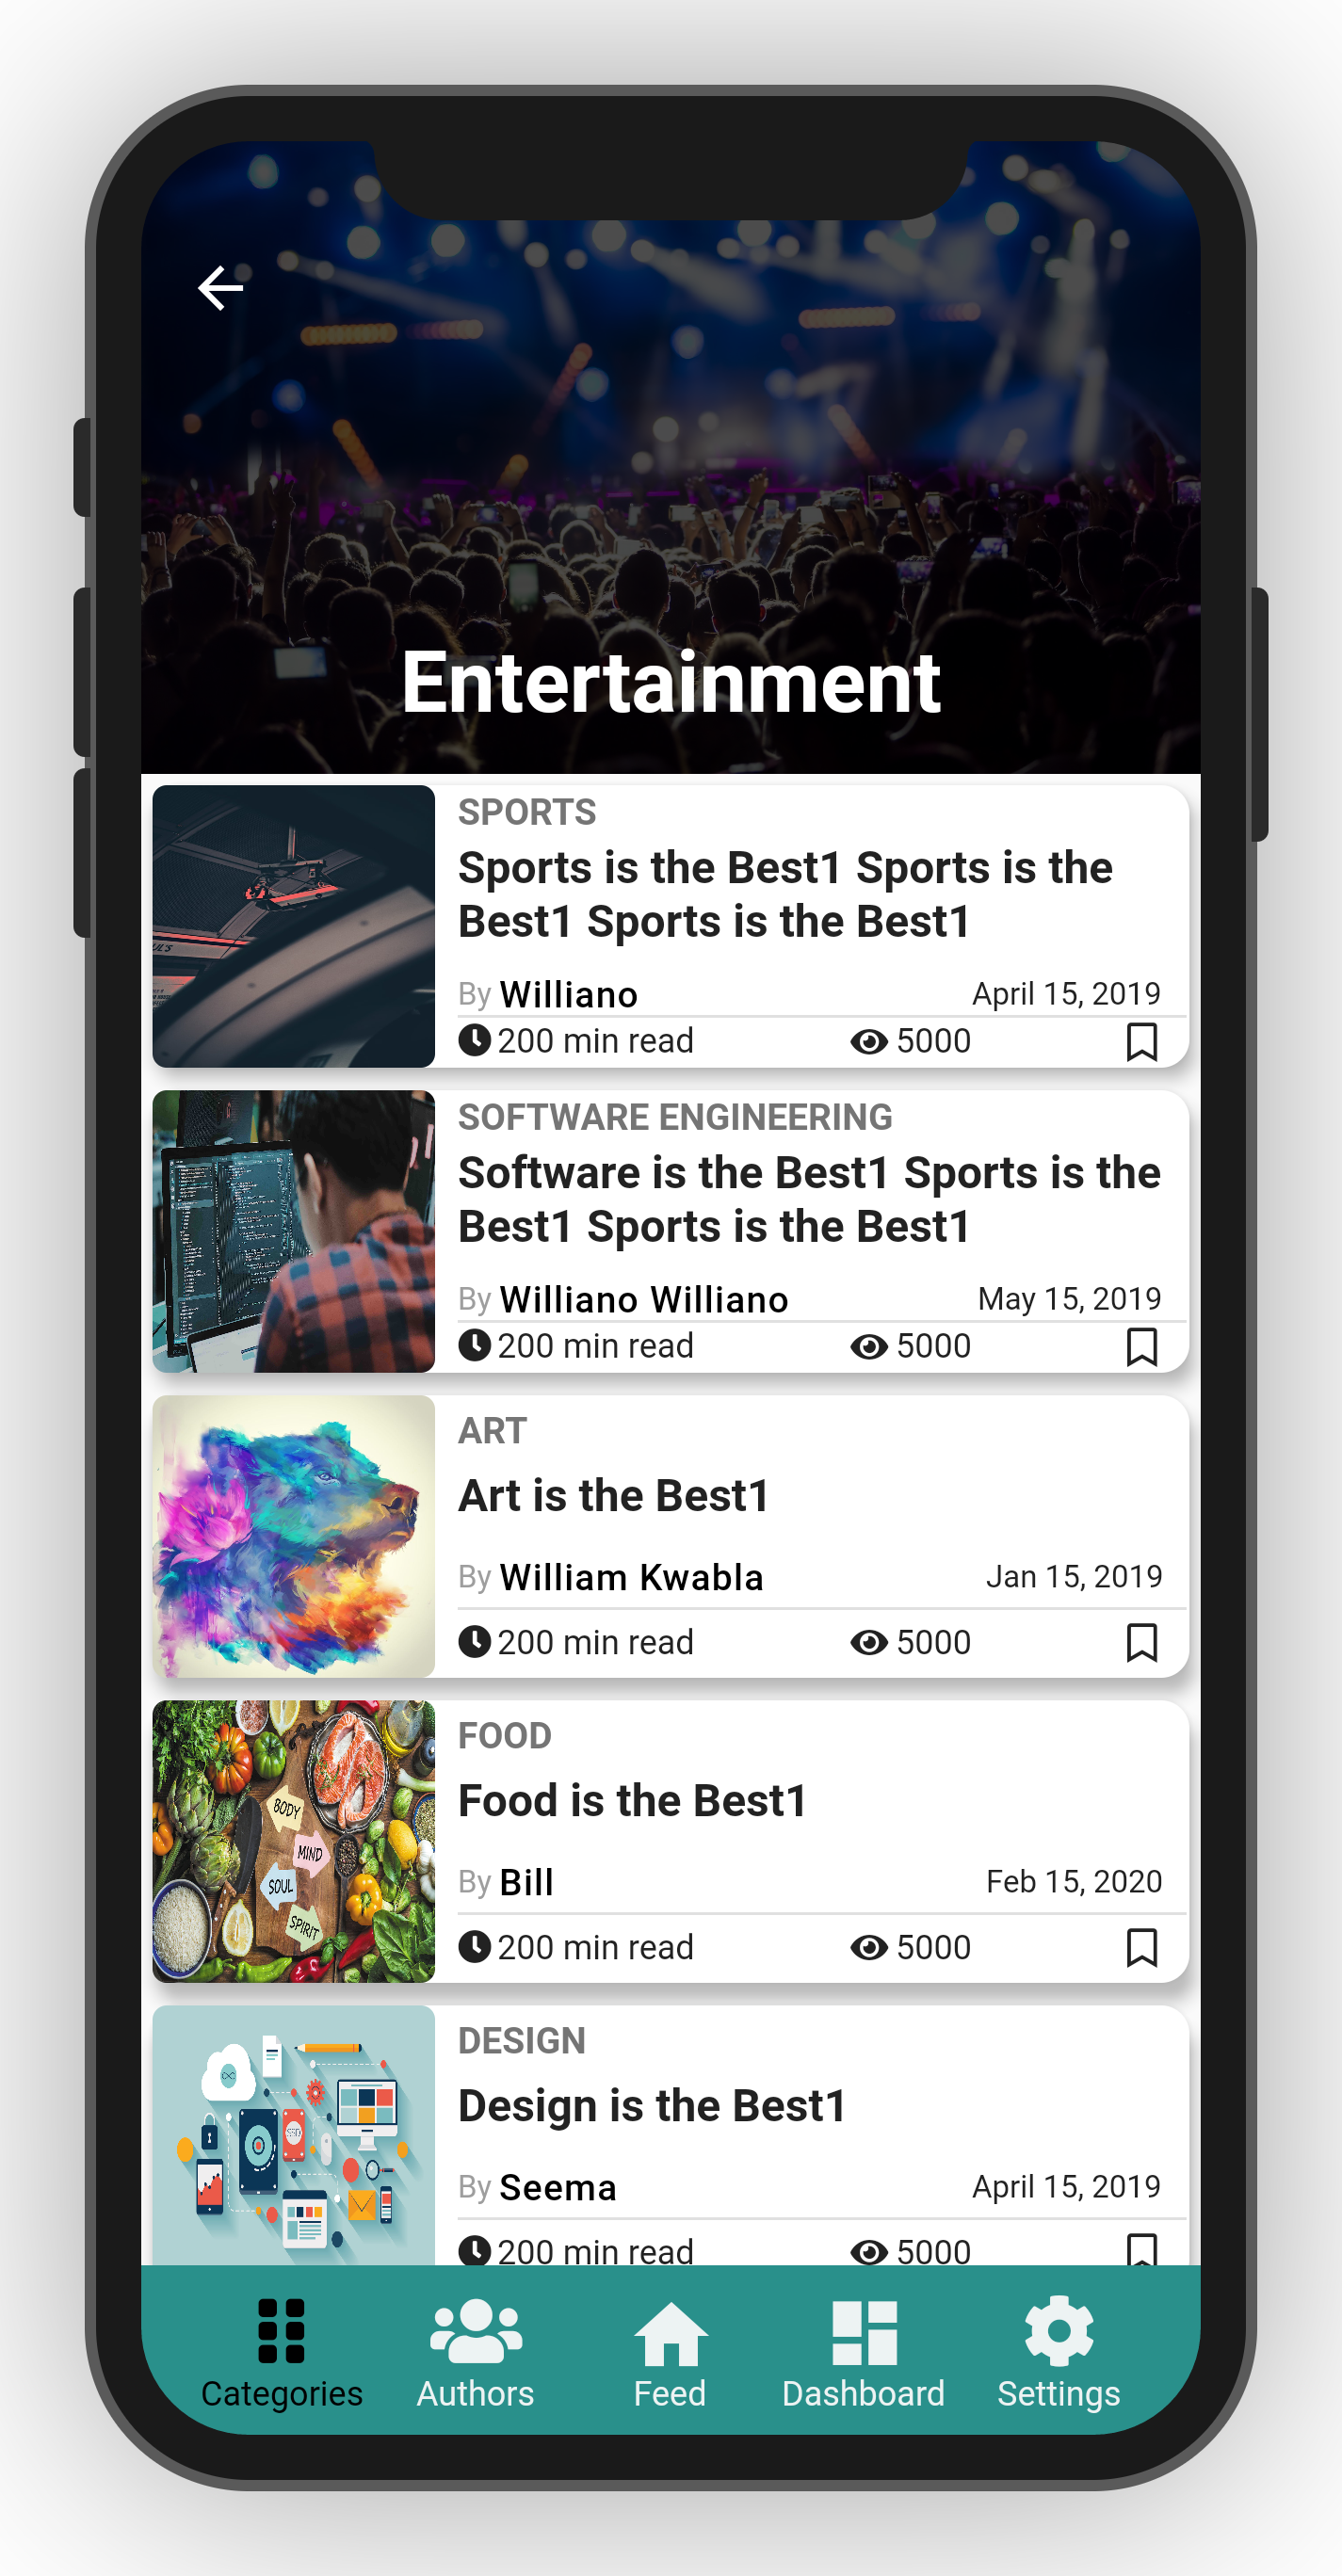 Entertainment
SPORTS
Sports is the Best1 Sports is the
Best1 Sports is the Best1
By Williano April 15, 2019
200 min read 5000
SOFTWARE ENGINEERING
Software is the Best1 Sports is the
Best1 Sports is the Best1
By Williano Williano May 15, 2019
200 min read 5000
ART
Art is the Best1
By William Kwabla Jan 15, 2019
200 min read 5000
BODY
MIND
SOUL
SPIRIT
FOOD
Food is the Best1
By Bill Feb 15, 2020
200 min read 5000
DESIGN
Design is the Best1
By Seema April 15, 2019
200 min read 5000
Categories Authors Feed Dashboard Settings